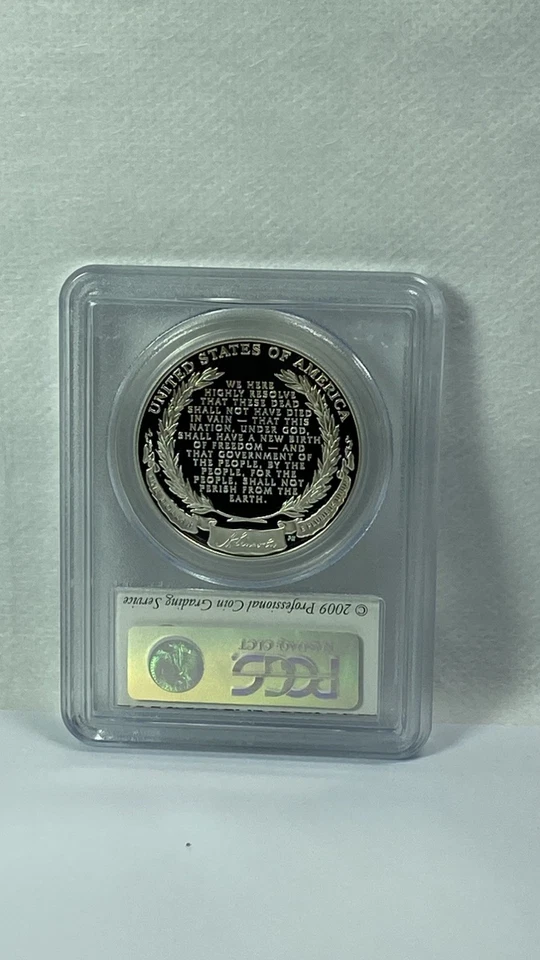 UNITED STATES OF AMERICA
WE HERE
HIGHLY RESOLVE
THAT THESE DEAD
SHALL NOT HAVE DIED
IN VAIN — THAT THIS
NATION, UNDER GOD,
SHALL HAVE A NEW BIRTH
OF FREEDOM — AND
THAT GOVERNMENT OF
THE PEOPLE, BY THE
PEOPLE, FOR THE
PEOPLE, SHALL NOT
PERISH FROM THE
EARTH.
A. Lincoln
© 2009 Professional Coin Grading Service
PCGS